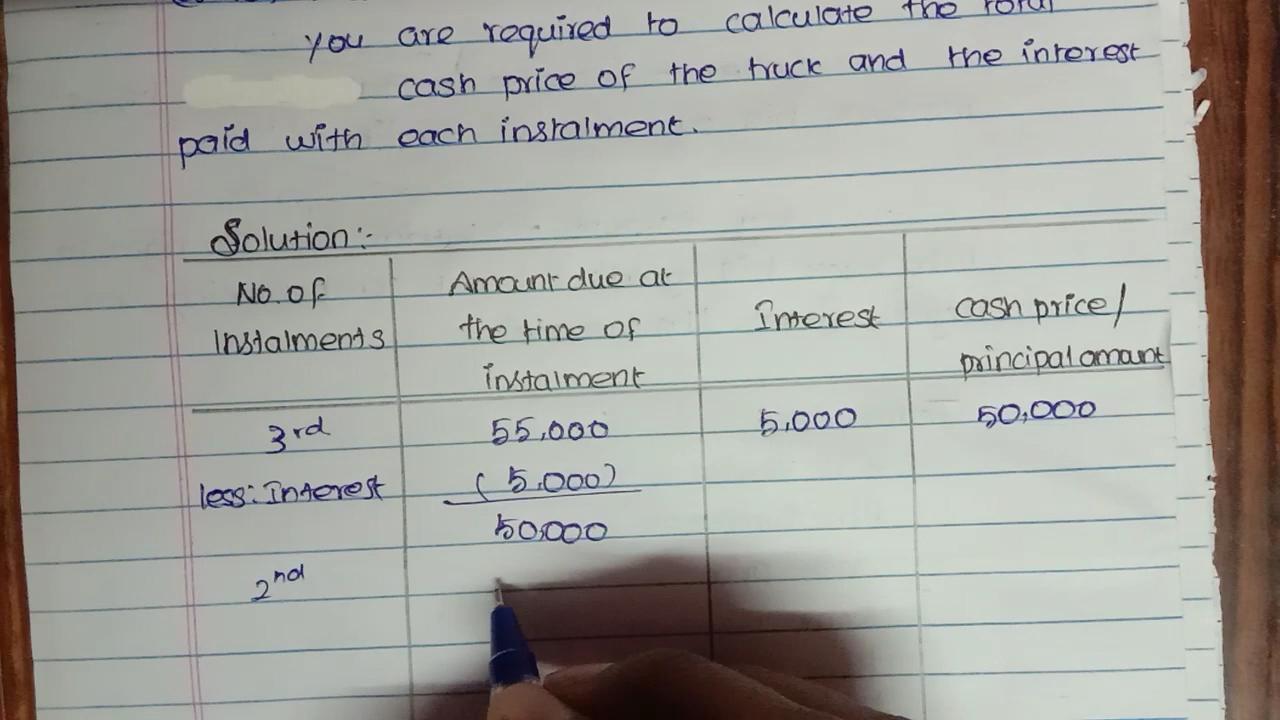 you are required to calculate the total
cash price of the truck and the interest
paid with each instalment.
Solution:-
No. of Instalments | Amount due at the time of instalment | Interest | cash price/ principal amount
3rd | 55,000 | 5,000 | 50,000
less: Interest | (5,000)
50,000
2nd